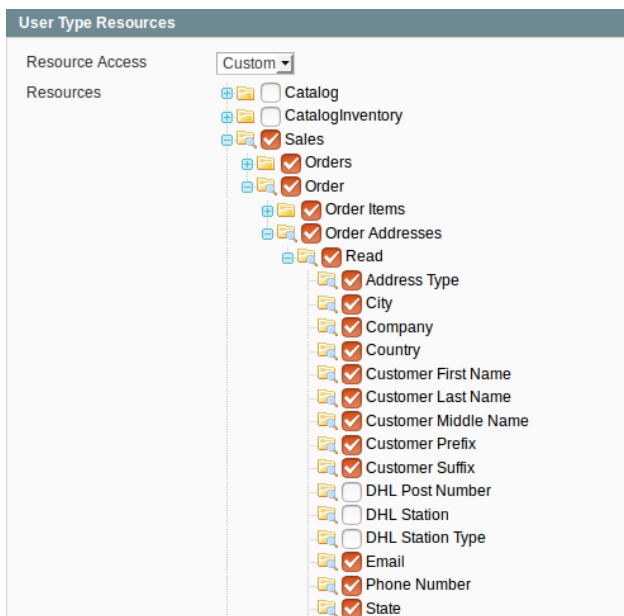 User Type Resources
Resource Access Custom
Resources Catalog
CatalogInventory
Sales
Orders
Order
Order Items
Order Addresses
Read
Address Type
City
Company
Country
Customer First Name
Customer Last Name
Customer Middle Name
Customer Prefix
Customer Suffix
DHL Post Number
DHL Station
DHL Station Type
Email
Phone Number
State